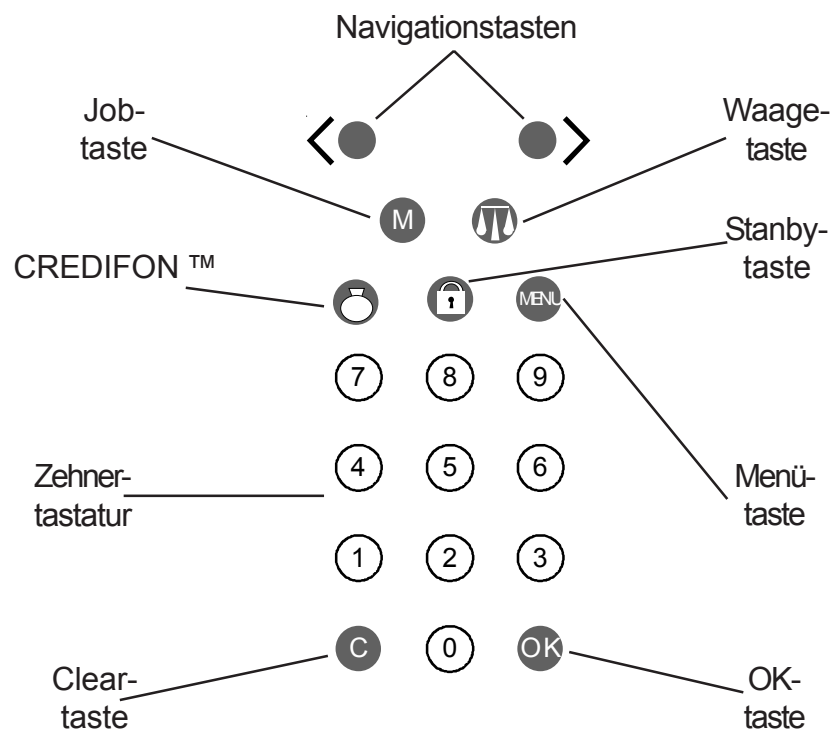 Navigationstasten
Job-
taste
Waage-
taste
M
Stanby-
taste
CREDIFON ™
MENU
7 8 9
4 5 6
Zehner-
tastatur
Menü-
taste
1 2 3
C 0 OK
Clear-
taste
OK-
taste